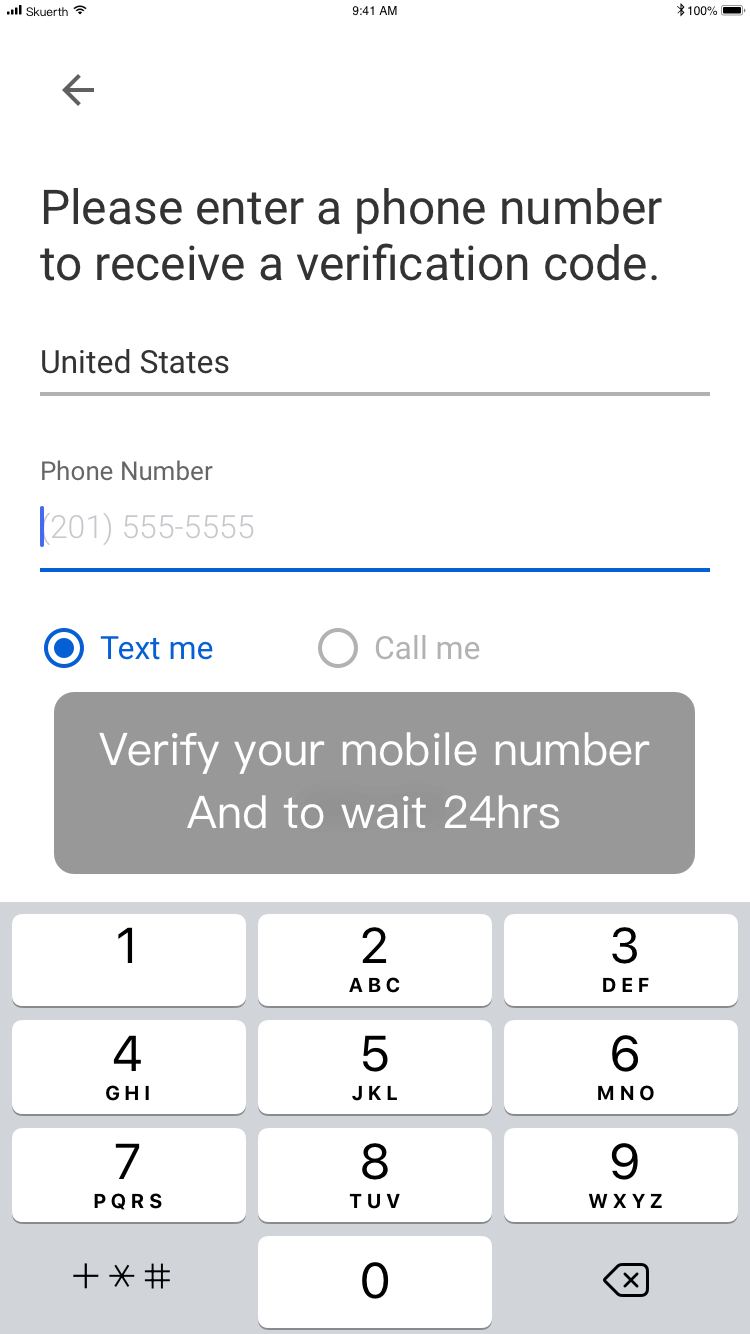 Skuerth 9:41 AM 100%
Please enter a phone number
to receive a verification code.
United States
Phone Number
(201) 555-5555
Text me Call me
Verify your mobile number
And to wait 24hrs
1 2 3
ABC DEF
4 5 6
GHI JKL MNO
7 8 9
PQRS TUV WXYZ
+*# 0